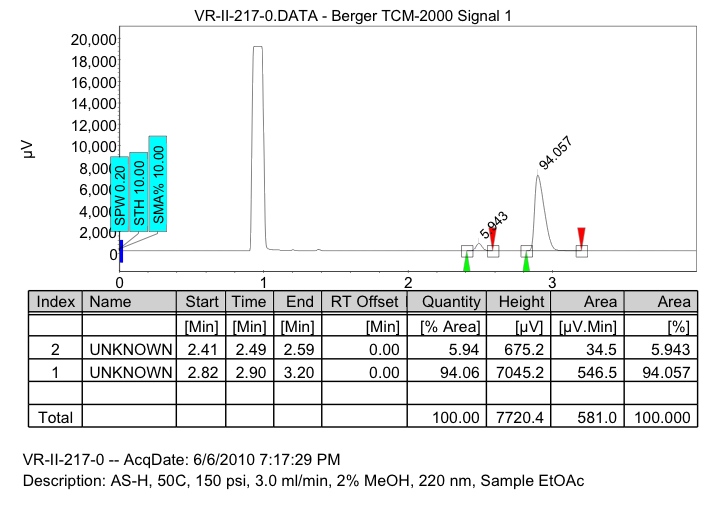 VR-II-217-0.DATA - Berger TCM-2000 Signal 1
20,000
18,000
16,000
14,000
12,000
10,000
8,000
6,000
4,000
2,000
0
µV
SPW 0.20
STH 10.00
SMA% 10.00
5.943
94.057
0 1 2 3
Index Name Start Time End RT Offset Quantity Height Area Area
[Min] [Min] [Min] [Min] [% Area] [µV] [µV.Min] [%]
2 UNKNOWN 2.41 2.49 2.59 0.00 5.94 675.2 34.5 5.943
1 UNKNOWN 2.82 2.90 3.20 0.00 94.06 7045.2 546.5 94.057
Total 100.00 7720.4 581.0 100.000
VR-II-217-0 -- AcqDate: 6/6/2010 7:17:29 PM
Description: AS-H, 50C, 150 psi, 3.0 ml/min, 2% MeOH, 220 nm, Sample EtOAc